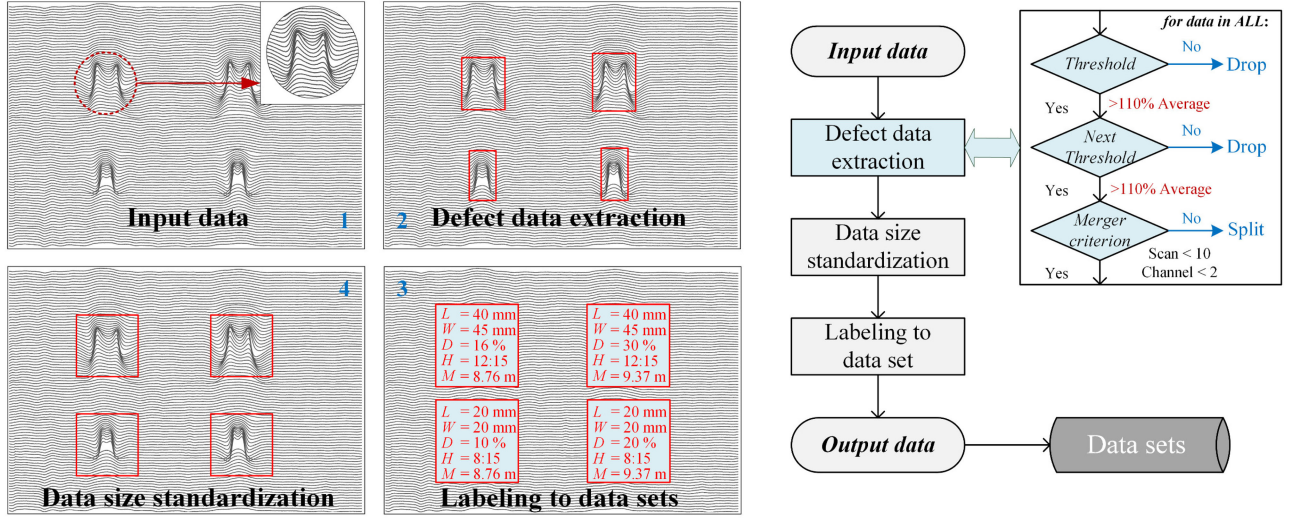 Input data
1
2
Defect data extraction
4
Data size standardization
3
L = 40 mm
W = 45 mm
D = 16 %
H = 12:15
M = 8.76 m
L = 40 mm
W = 45 mm
D = 30 %
H = 12:15
M = 9.37 m
L = 20 mm
W = 20 mm
D = 10 %
H = 8:15
M = 8.76 m
L = 20 mm
W = 20 mm
D = 20 %
H = 8:15
M = 9.37 m
Labeling to data sets
Input data
Defect data
extraction
Data size
standardization
Labeling to
data set
Output data
Data sets
for data in ALL:
Threshold
No
Drop
Yes
>110% Average
Next
Threshold
No
Drop
Yes
>110% Average
Merger
criterion
No
Split
Scan < 10
Channel < 2
Yes